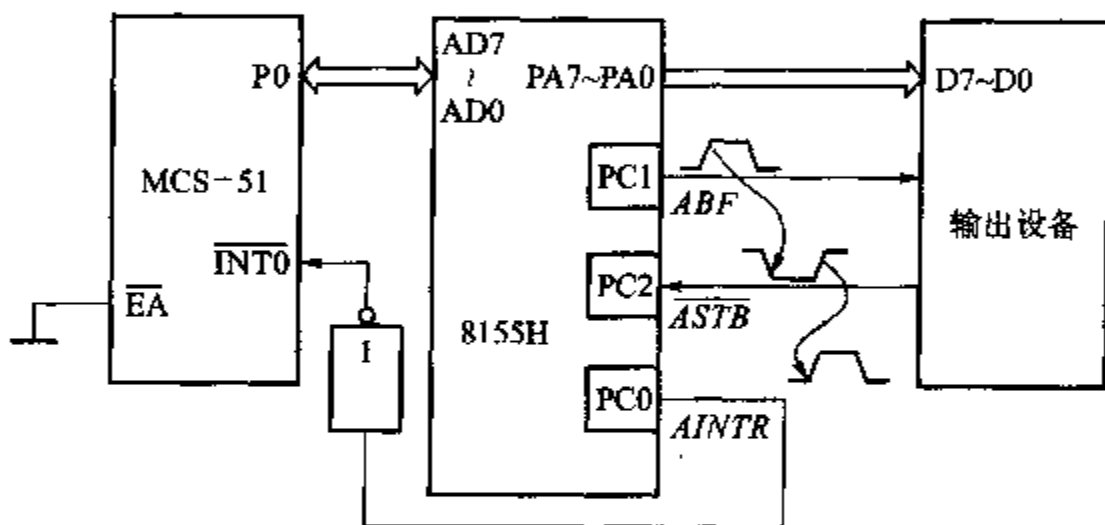 P0
MCS-51
INT0
EA
1
AD7
~
AD0
PA7~PA0
8155H
PC1
ABF
PC2
ASTB
PC0
AINTR
D7~D0
输出设备